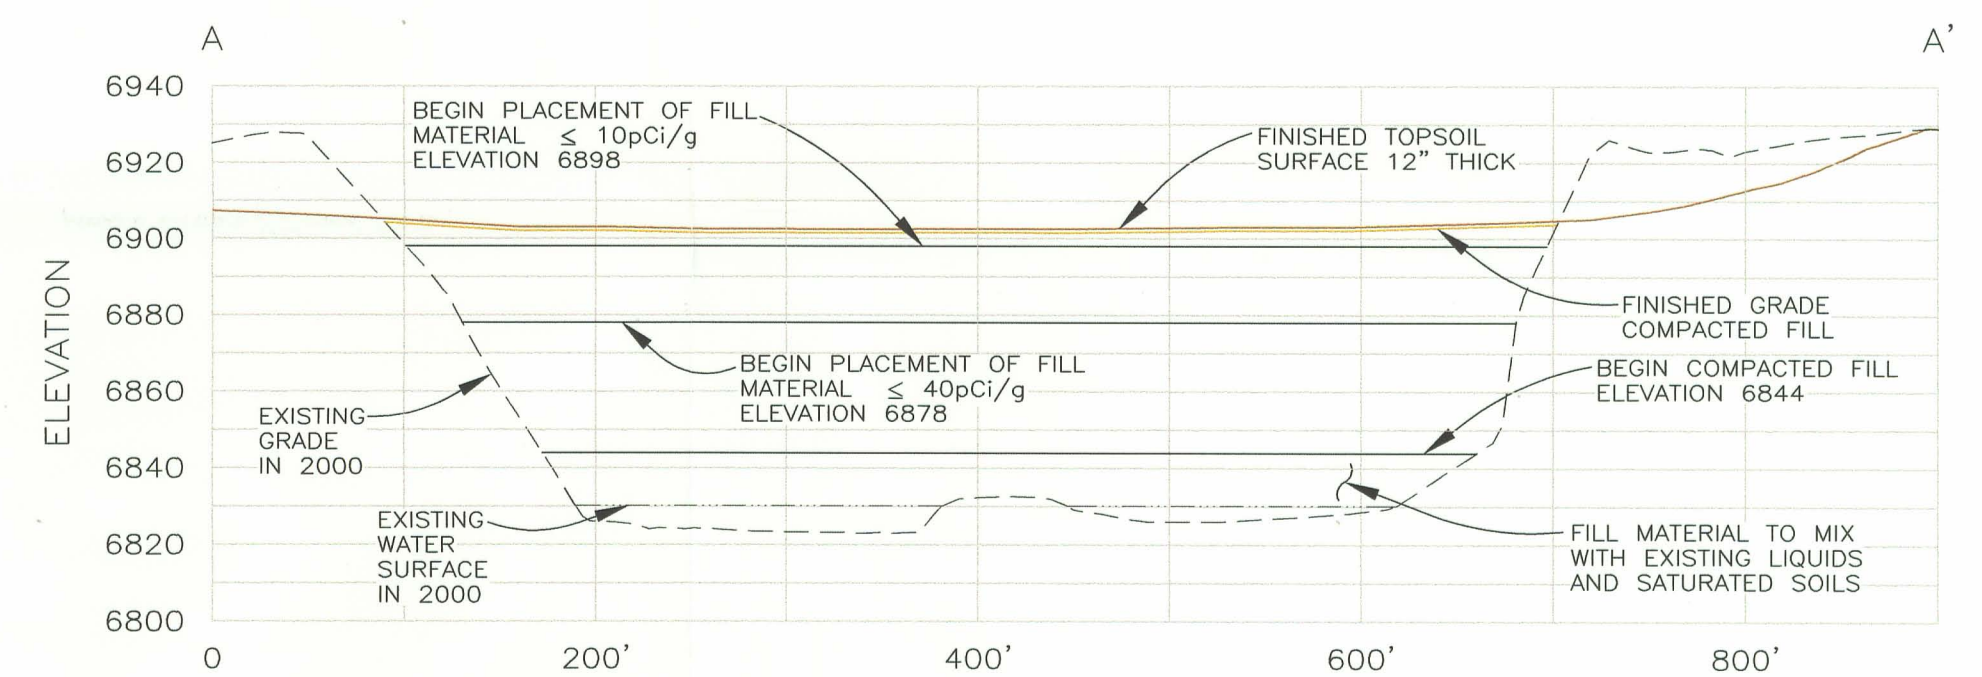 A
A'
6940
6920
6900
6880
6860
6840
6820
6800
ELEVATION
BEGIN PLACEMENT OF FILL
MATERIAL ≤ 10pCi/g
ELEVATION 6898
FINISHED TOPSOIL
SURFACE 12" THICK
FINISHED GRADE
COMPACTED FILL
BEGIN PLACEMENT OF FILL
MATERIAL ≤ 40pCi/g
ELEVATION 6878
BEGIN COMPACTED FILL
ELEVATION 6844
EXISTING
GRADE
IN 2000
EXISTING
WATER
SURFACE
IN 2000
FILL MATERIAL TO MIX
WITH EXISTING LIQUIDS
AND SATURATED SOILS
0
200'
400'
600'
800'